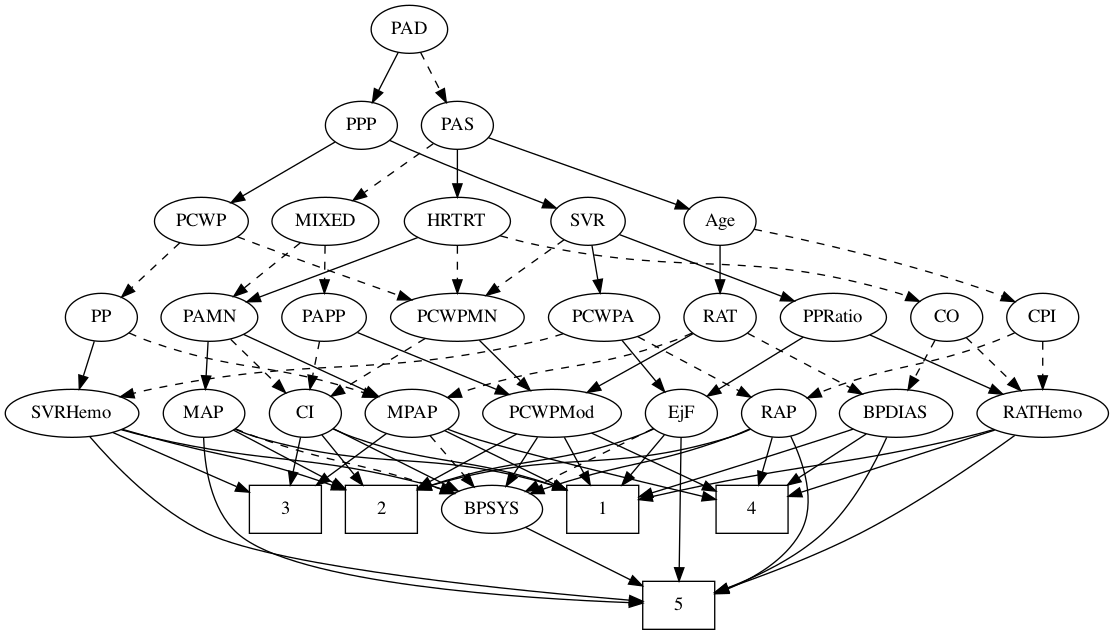 PAD
PPP
PAS
PCWP
MIXED
HRTRT
SVR
Age
PP
PAMN
PAPP
PCWPMN
PCWPA
RAT
PPRatio
CO
CPI
SVRHemo
MAP
CI
MPAP
PCWPMod
EjF
RAP
BPDIAS
RATHemo
3
2
BPSYS
1
4
5